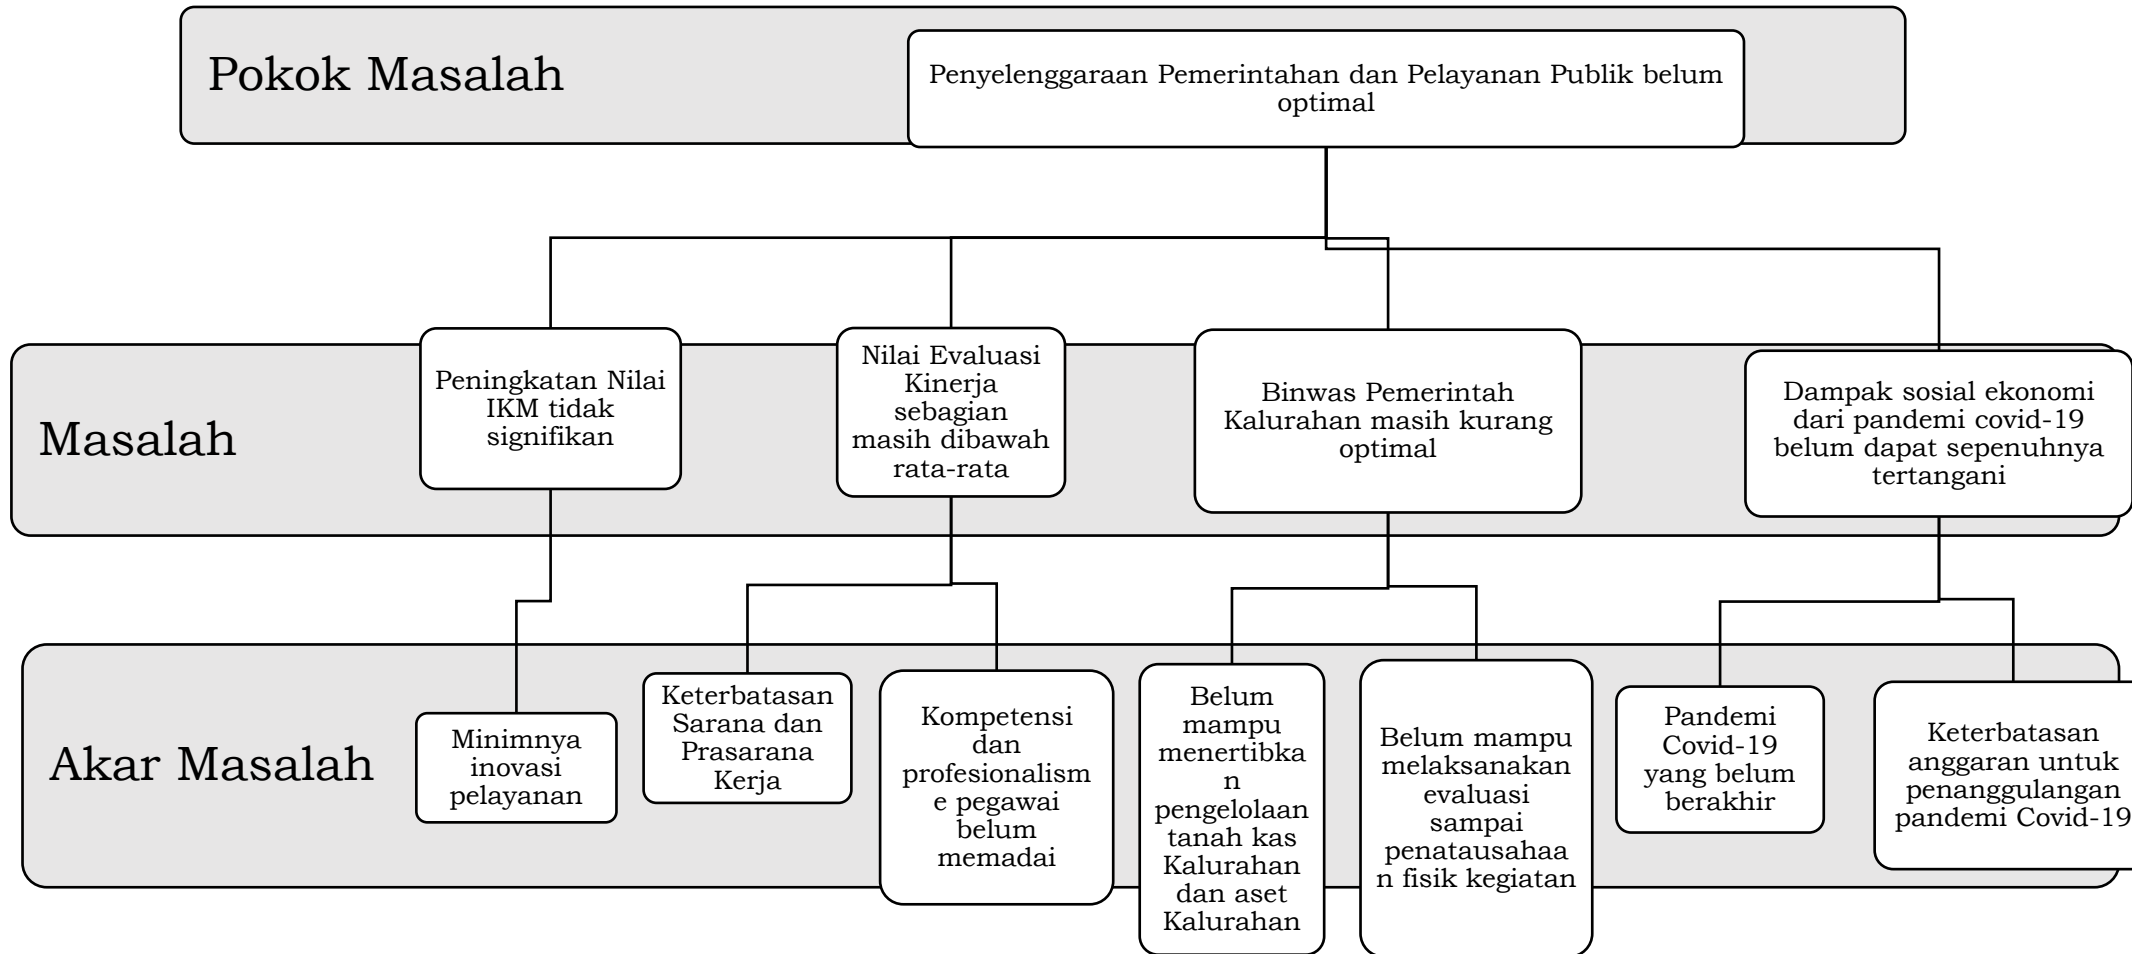 Pokok Masalah
Penyelenggaraan Pemerintahan dan Pelayanan Publik belum
optimal
Masalah
Peningkatan Nilai
IKM tidak
signifikan
Nilai Evaluasi
Kinerja
sebagian
masih dibawah
rata-rata
Binwas Pemerintah
Kalurahan masih kurang
optimal
Dampak sosial ekonomi
dari pandemi covid-19
belum dapat sepenuhnya
tertangani
Akar Masalah
Minimnya
inovasi
pelayanan
Keterbatasan
Sarana dan
Prasarana
Kerja
Kompetensi
dan
profesionalism
e pegawai
belum
memadai
Belum
mampu
menertibka
n
pengelolaan
tanah kas
Kalurahan
dan aset
Kalurahan
Belum mampu
melaksanakan
evaluasi
sampai
penatausahaa
n fisik kegiatan
Pandemi
Covid-19
yang belum
berakhir
Keterbatasan
anggaran untuk
penanggulangan
pandemi Covid-19